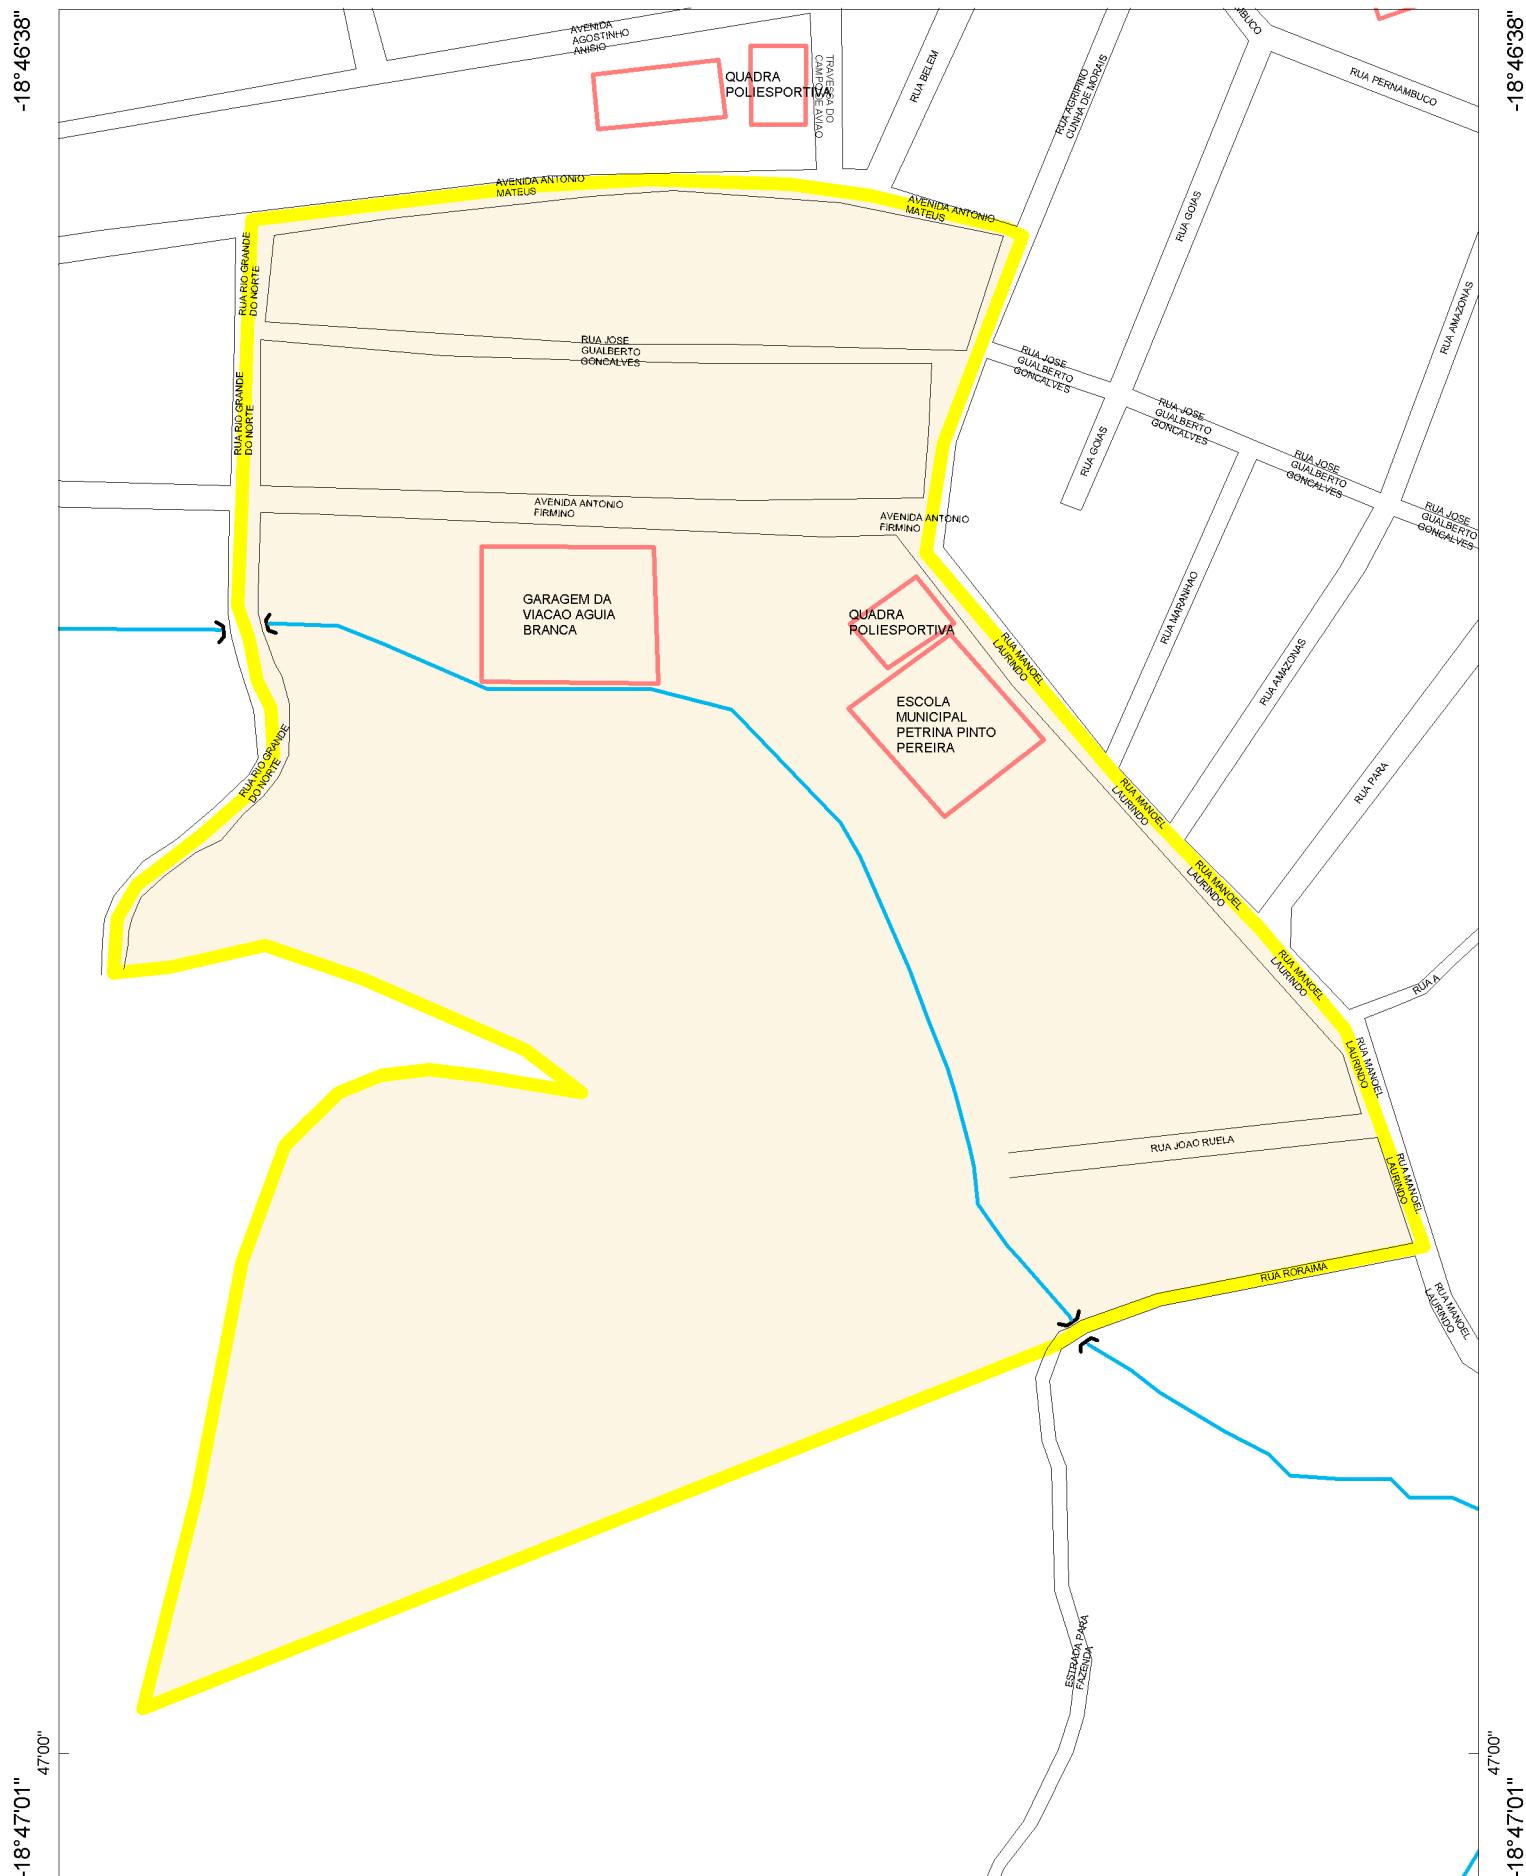 -18°46'38"
-18°46'38"
AVENIDA
AGOSTINHO
ANISIO
QUADRA
POLIESPORTIVA
TRAVESSA DO
CAMPO DE AVIAO
RUA BELEM
RUA AGRIPINO
CUNHA DE MORAIS
RUA PERNAMBUCO
AVENIDA ANTONIO
MATEUS
AVENIDA ANTONIO
MATEUS
RUA GOIAS
RUA RIO GRANDE
DO NORTE
RUA AMAZONAS
RUA JOSE
GUALBERTO
GONCALVES
RUA JOSE
GUALBERTO
GONCALVES
RUA RIO GRANDE
DO NORTE
RUA JOSE
GUALBERTO
GONCALVES
RUA GOIAS
RUA JOSE
GUALBERTO
GONCALVES
RUA JOSE
GUALBERTO
GONCALVES
AVENIDA ANTONIO
FIRMINO
AVENIDA ANTONIO
FIRMINO
GARAGEM DA
VIACAO AGUIA
BRANCA
QUADRA
POLIESPORTIVA
RUA MARANHAO
RUA MANOEL
LAURINDO
RUA AMAZONAS
ESCOLA
MUNICIPAL
PETRINA PINTO
PEREIRA
RUA RIO GRANDE
DO NORTE
RUA PARA
RUA MANOEL
LAURINDO
RUA MANOEL
LAURINDO
RUA MANOEL
LAURINDO
RUA A
RUA MANOEL
LAURINDO
RUA JOAO RUELA
RUA MANOEL
LAURINDO
RUA RORAIMA
RUA MANOEL
LAURINDO
ESTRADA PARA
FAZENDA
47'00"
47'00"
-18°47'01"
-18°47'01"